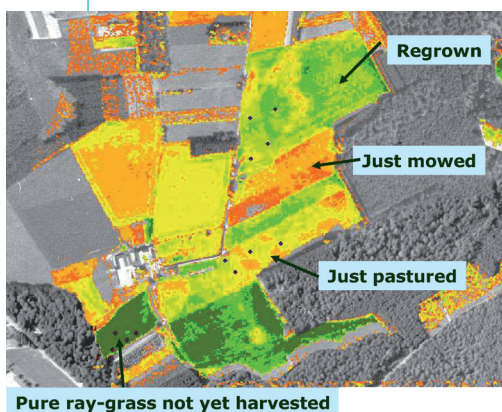 Regrown
Just mowed
Just pastured
Pure ray-grass not yet harvested